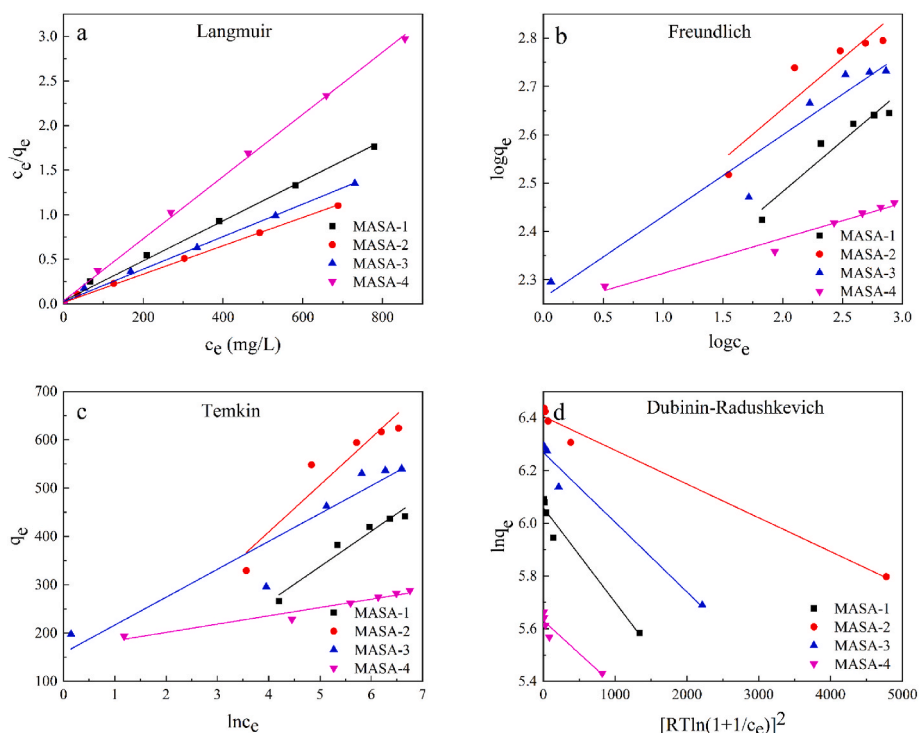 a
Langmuir
3.0
2.5
2.0
1.5
1.0
0.5
0.0
ce/qe
MASA-1
MASA-2
MASA-3
MASA-4
0 200 400 600 800
ce (mg/L)
b
Freundlich
2.8
2.7
2.6
2.5
2.4
2.3
logqe
MASA-1
MASA-2
MASA-3
MASA-4
0.0 0.5 1.0 1.5 2.0 2.5 3.0
logce
c
Temkin
700
600
500
400
300
200
100
qe
MASA-1
MASA-2
MASA-3
MASA-4
0 1 2 3 4 5 6 7
lnce
d
Dubinin-Radushkevich
6.4
6.2
6.0
5.8
5.6
5.4
lnqe
MASA-1
MASA-2
MASA-3
MASA-4
0 1000 2000 3000 4000 5000
[RTln(1+1/ce)]2